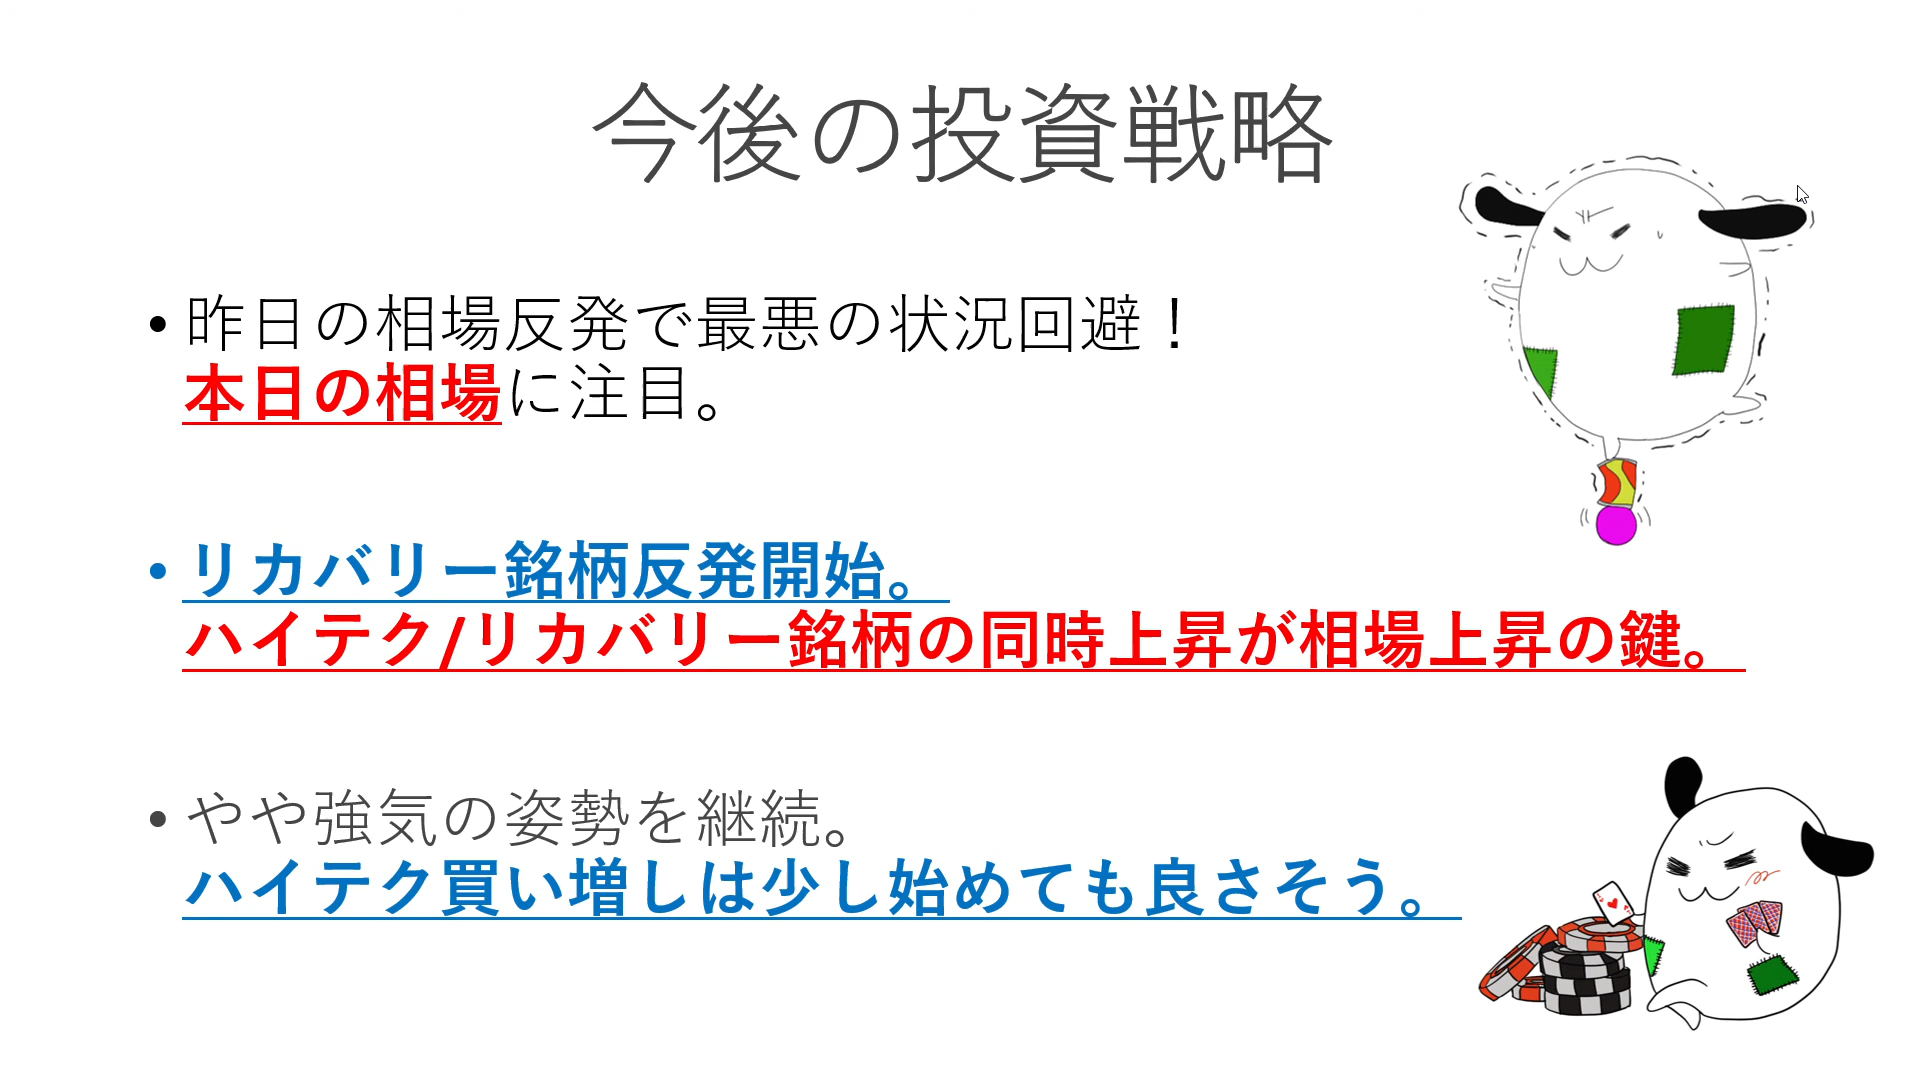 今後の投資戦略
• 昨日の相場反発で最悪の状況回避！
本日の相場に注目。
• リカバリー銘柄反発開始。
ハイテク/リカバリー銘柄の同時上昇が相場上昇の鍵。
• やや強気の姿勢を継続。
ハイテク買い増しは少し始めても良さそう。